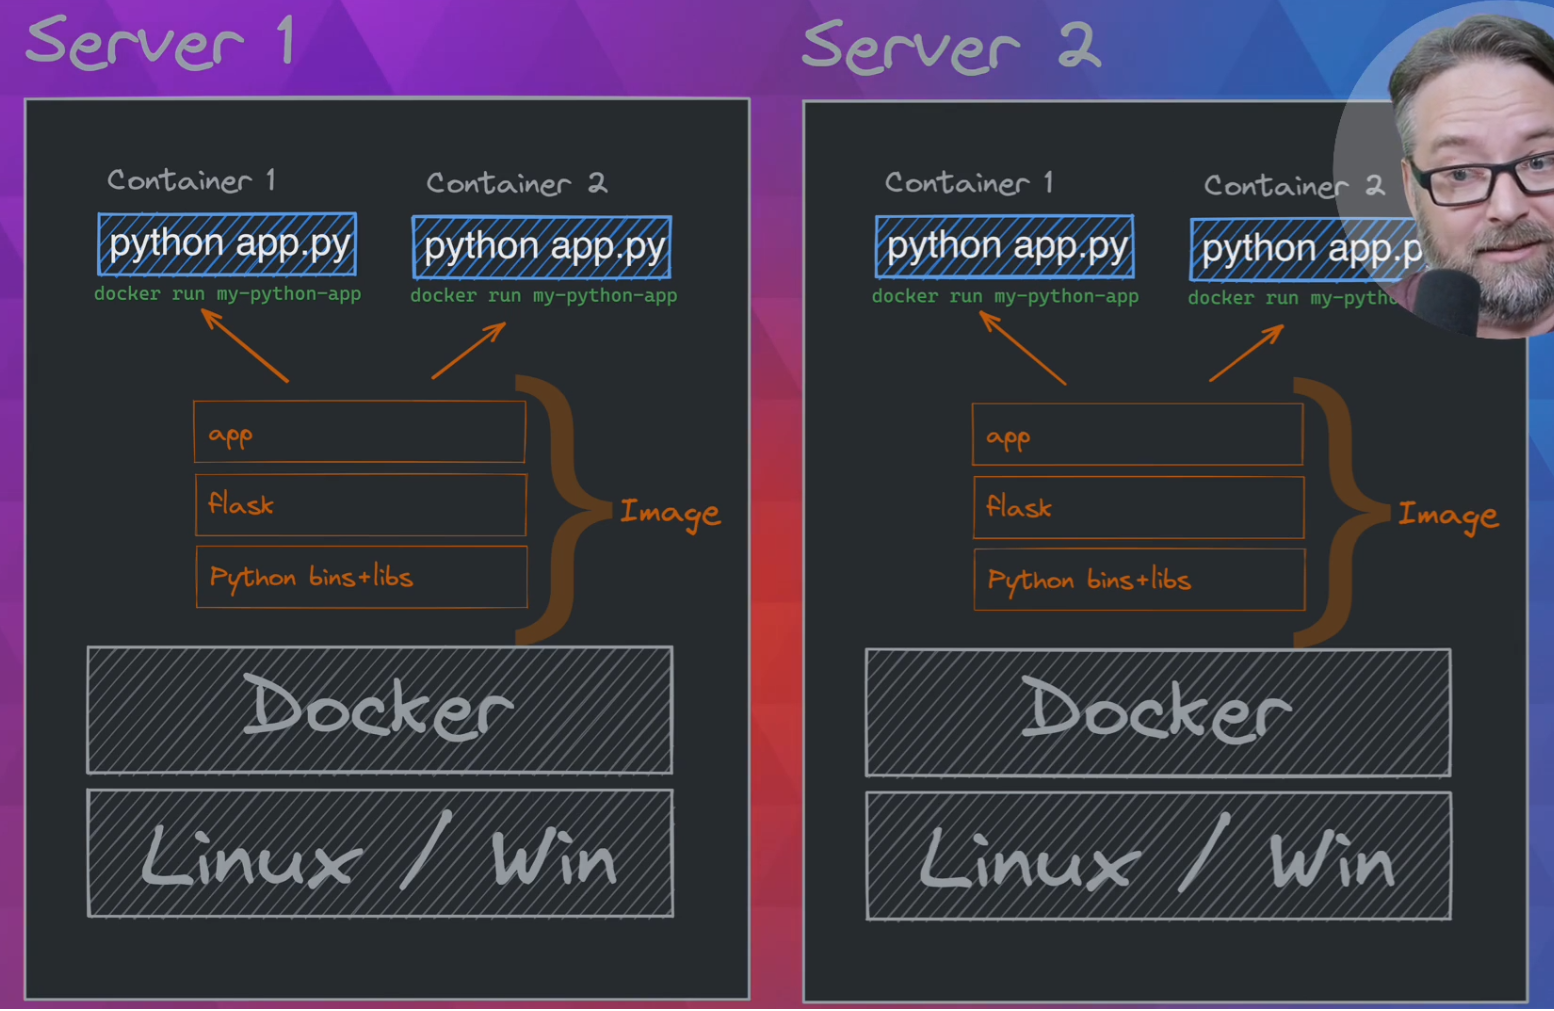 Server 1
Container 1
Container 2
python app.py
python app.py
docker run my-python-app
docker run my-python-app
app
flask
Python bins+libs
Image
Docker
Linux / Win
Server 2
Container 1
Container 2
python app.py
python app.p
docker run my-python-app
docker run my-pytho
app
flask
Python bins+libs
Image
Docker
Linux / Win